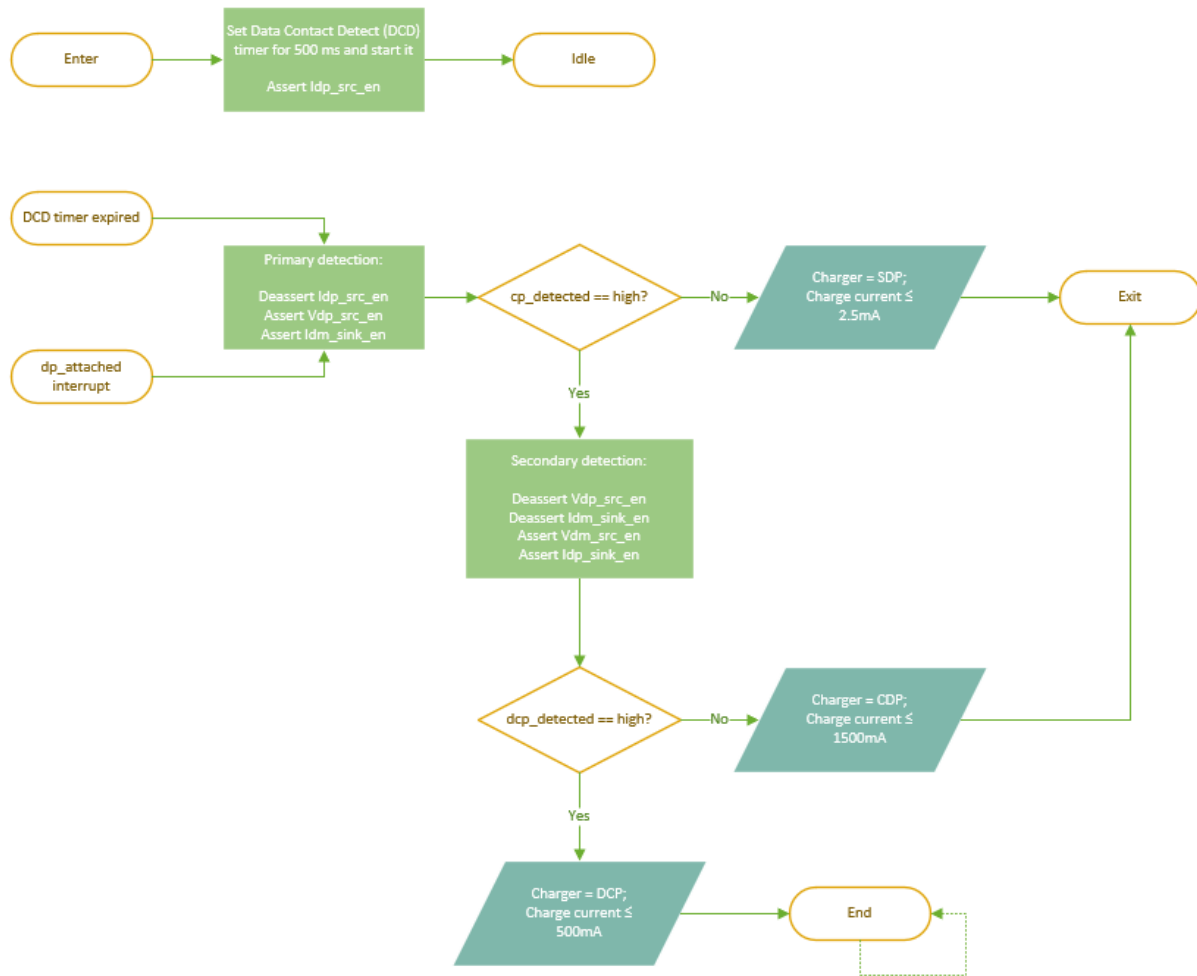 Enter
Set Data Contact Detect (DCD)
timer for 500 ms and start it
Assert Idp_src_en
Idle
DCD timer expired
Primary detection:
Deassert Idp_src_en
Assert Vdp_src_en
Assert Idm_sink_en
dp_attached
interrupt
cp_detected == high?
No
Charger = SDP;
Charge current ≤
2.5mA
Exit
Yes
Secondary detection:
Deassert Vdp_src_en
Deassert Idm_sink_en
Assert Vdm_src_en
Assert Idp_sink_en
dcp_detected == high?
No
Charger = CDP;
Charge current ≤
1500mA
Yes
Charger = DCP;
Charge current ≤
500mA
End